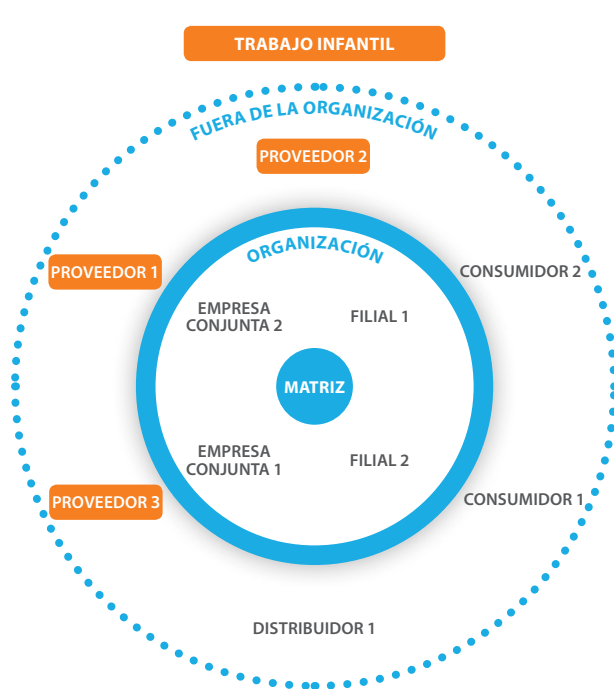 TRABAJO INFANTIL
FUERA DE LA ORGANIZACIÓN
PROVEEDOR 2
ORGANIZACIÓN
PROVEEDOR 1
CONSUMIDOR 2
EMPRESA
CONJUNTA 2
FILIAL 1
MATRIZ
EMPRESA
CONJUNTA 1
FILIAL 2
PROVEEDOR 3
CONSUMIDOR 1
DISTRIBUIDOR 1